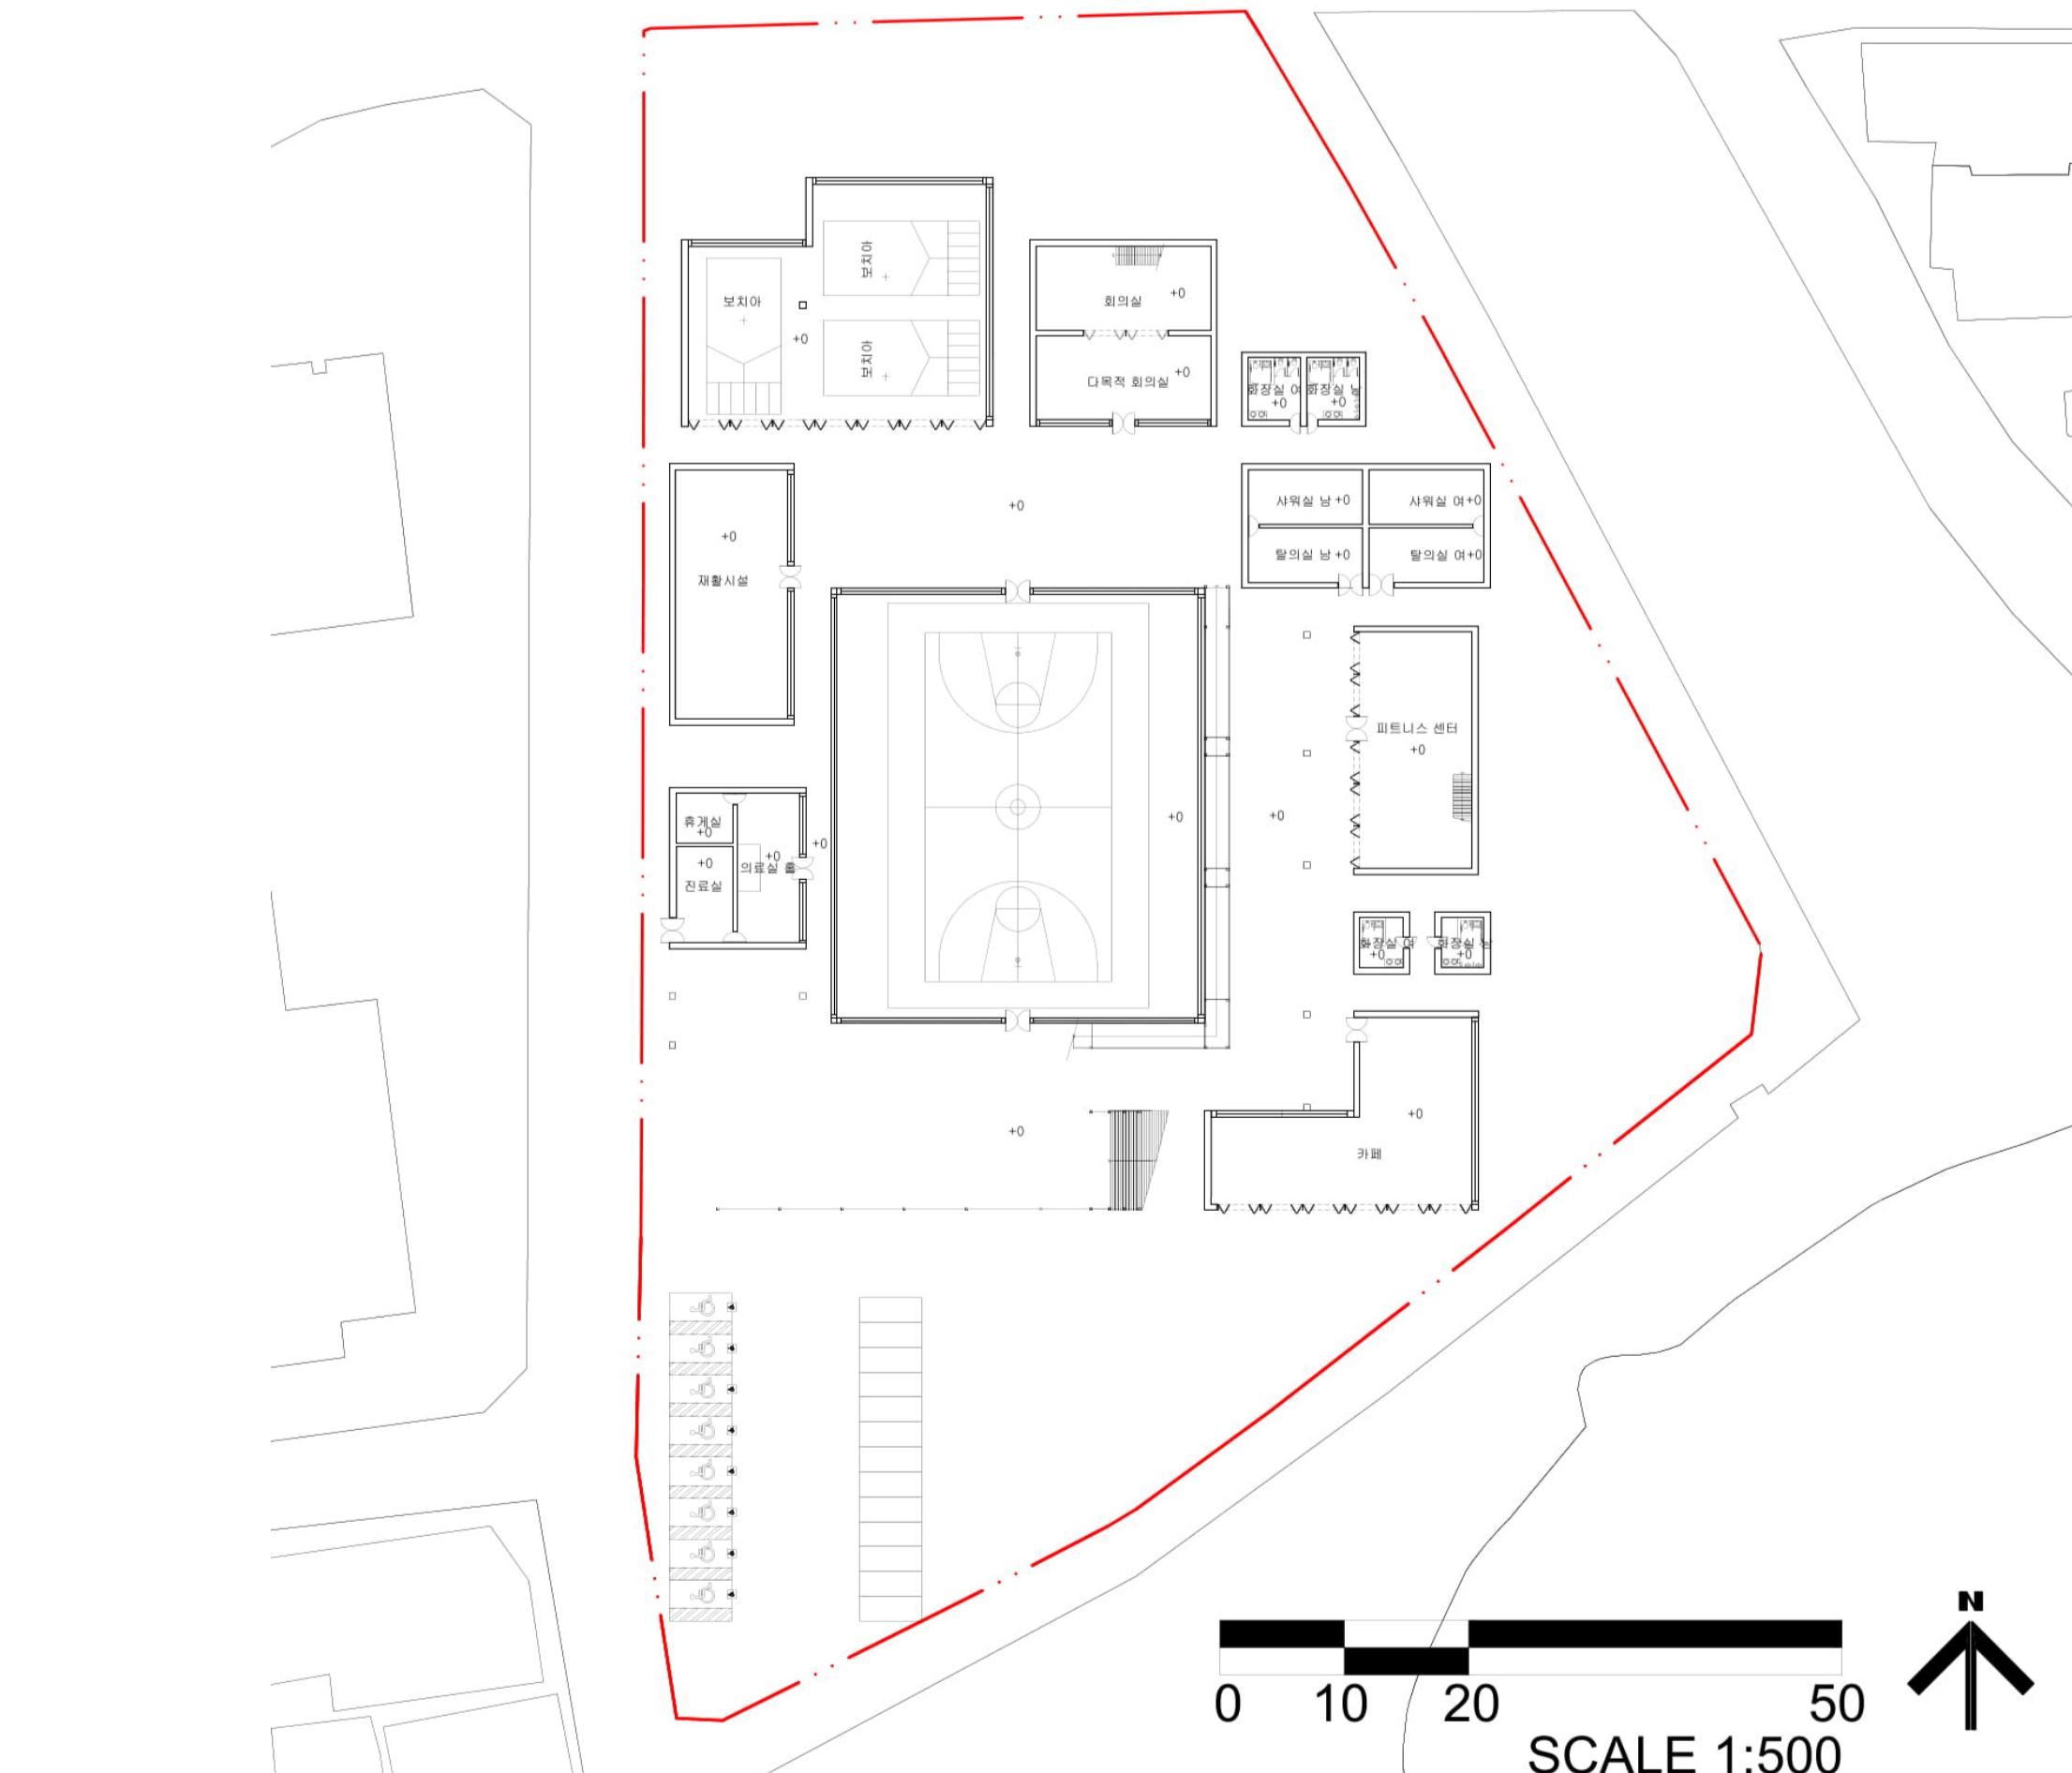 보치아
보치아
+0
보치아
회의실
+0
+0
다목적 회의실
화장실 여
+0
화장실 남
+0
+0
샤워실 남 +0
샤워실 여+0
탈의실 남 +0
탈의실 여+0
+0
재활시설
피트니스 센터
+0
휴게실
+0
+0
진료실
+0
의료실 홀
+0
+0
+0
화장실 여
+0
화장실 남
+0
+0
카페
+0
N
0 10 20 50
SCALE 1:500